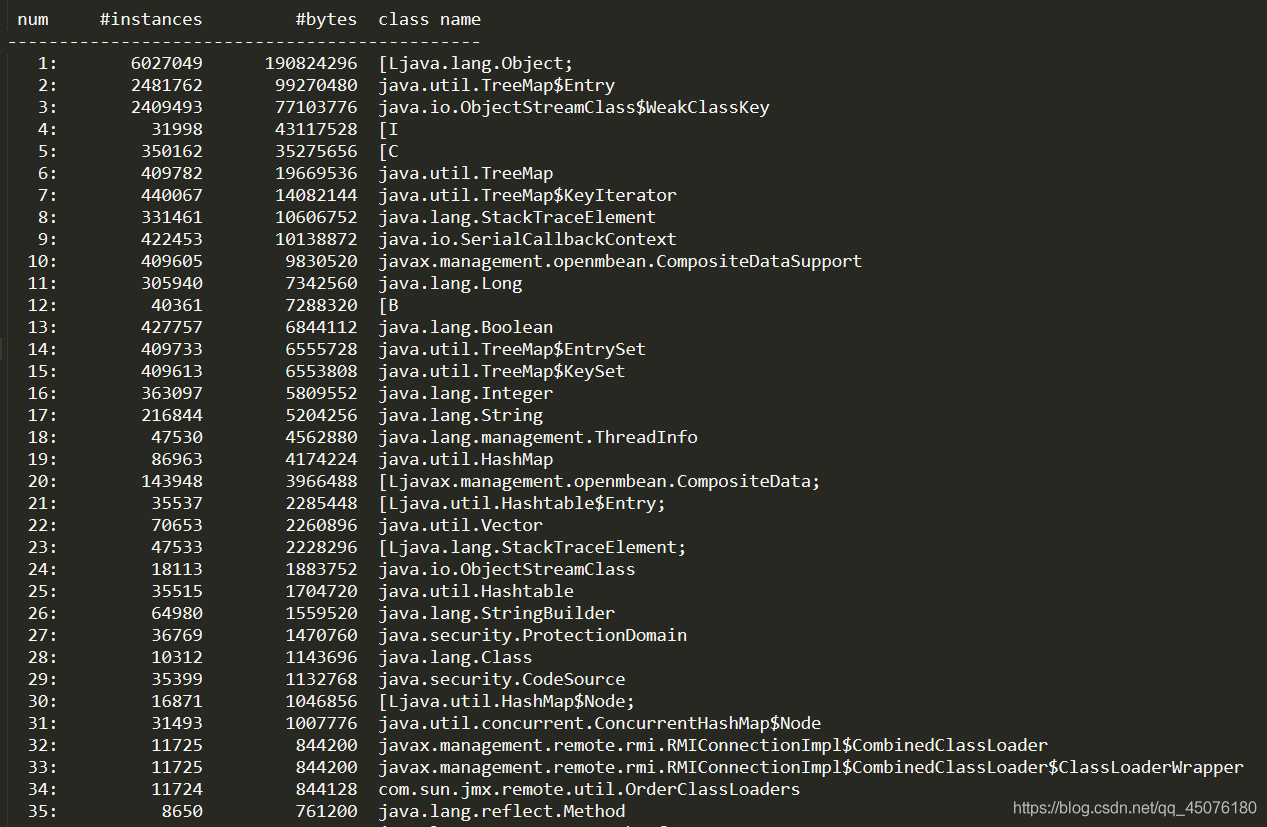 num #instances #bytes class name
----------------------------------------------
1: 6027049 190824296 [Ljava.lang.Object;
2: 2481762 99270480 java.util.TreeMap$Entry
3: 2409493 77103776 java.io.ObjectStreamClass$WeakClassKey
4: 31998 43117528 [I
5: 350162 35275656 [C
6: 409782 19669536 java.util.TreeMap
7: 440067 14082144 java.util.TreeMap$KeyIterator
8: 331461 10606752 java.lang.StackTraceElement
9: 422453 10138872 javax.io.SerialCallbackContext
10: 409605 9830520 javax.management.openmbean.CompositeDataSupport
11: 305940 7342560 java.lang.Long
12: 40361 7288320 [B
13: 427757 6844112 java.lang.Boolean
14: 409733 6555728 java.util.TreeMap$EntrySet
15: 409613 6553808 java.util.TreeMap$KeySet
16: 363097 5809552 java.lang.Integer
17: 216844 5204256 java.lang.String
18: 47530 4562880 java.lang.management.ThreadInfo
19: 86963 4174224 java.util.HashMap
20: 143948 3966488 [Ljavax.management.openmbean.CompositeData;
21: 35537 2285448 [Ljava.util.Hashtable$Entry;
22: 70653 2260896 java.util.Vector
23: 47533 2228296 [Ljava.lang.StackTraceElement;
24: 18113 1883752 java.io.ObjectStreamClass
25: 35515 1704720 java.util.Hashtable
26: 64980 1559520 java.lang.StringBuilder
27: 36769 1470760 java.security.ProtectionDomain
28: 10312 1143696 java.lang.Class
29: 35399 1132768 java.security.CodeSource
30: 16871 1046856 [Ljava.util.HashMap$Node;
31: 31493 1007776 java.util.concurrent.ConcurrentHashMap$Node
32: 11725 844200 javax.management.remote.rmi.RMIConnectionImpl$CombinedClassLoader
33: 11725 844200 javax.management.remote.rmi.RMIConnectionImpl$CombinedClassLoader$ClassLoaderWrapper
34: 11724 844128 com.sun.jmx.remote.util.OrderClassLoaders
35: 8650 761200 java.lang.reflect.Method
https://blog.csdn.net/qq_45076180